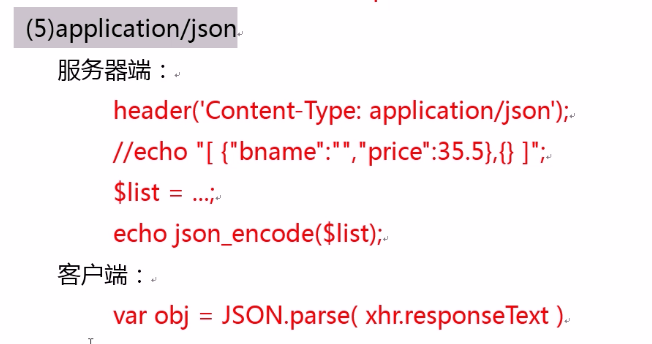 (5)application/json
服务器端：
header('Content-Type: application/json');
//echo "[ {"bname":"","price":35.5},{} ]";
$list = ...;
echo json_encode($list);
客户端：
var obj = JSON.parse( xhr.responseText )